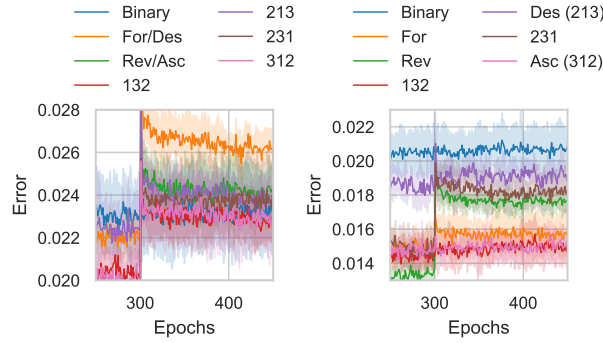 Binary
For/Des
Rev/Asc
132
213
231
312
0.028
0.026
0.024
0.022
0.020
Error
300
400
Epochs
Binary
For
Rev
132
Des (213)
231
Asc (312)
0.022
0.020
0.018
0.016
0.014
Error
300
400
Epochs